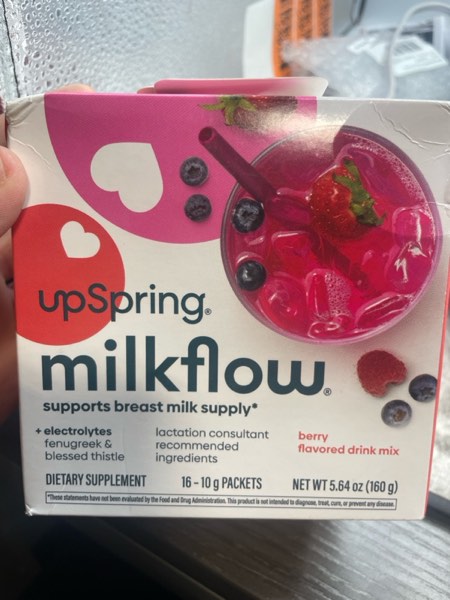 upSpring®
milkflow®
supports breast milk supply*
+ electrolytes
fenugreek &
blessed thistle
lactation consultant
recommended
ingredients
berry
flavored drink mix
DIETARY SUPPLEMENT 16 - 10 g PACKETS NET WT 5.64 oz (160 g)
*These statements have not been evaluated by the Food and Drug Administration. This product is not intended to diagnose, treat, cure, or prevent any disease.